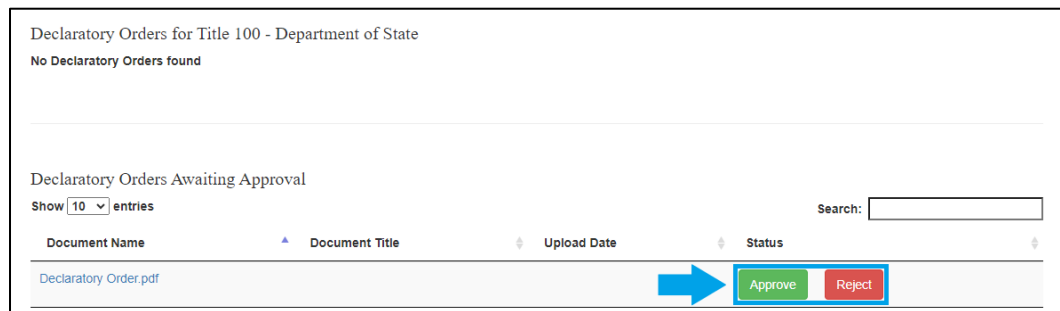 Declaratory Orders for Title 100 - Department of State
No Declaratory Orders found
Declaratory Orders Awaiting Approval
Show 10 entries
Search:
Document Name Document Title Upload Date Status
Declaratory Order.pdf Approve Reject